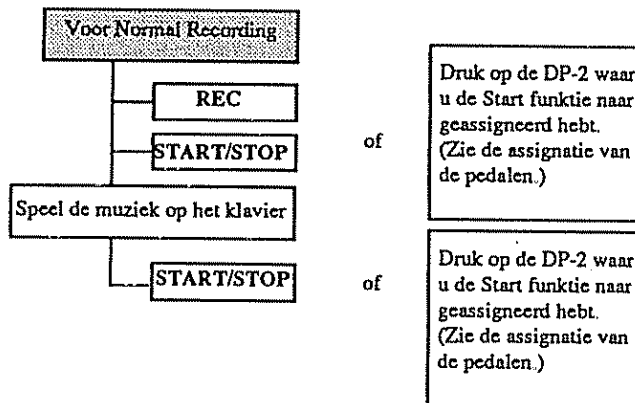 Voor Normal Recording
REC
START/STOP
of
Druk op de DP-2 waar
u de Start funktie naar
geassigneerd hebt.
(Zie de assignatie van
de pedalen.)
Speel de muziek op het klavier
START/STOP
of
Druk op de DP-2 waar
u de Start funktie naar
geassigneerd hebt.
(Zie de assignatie van
de pedalen.)